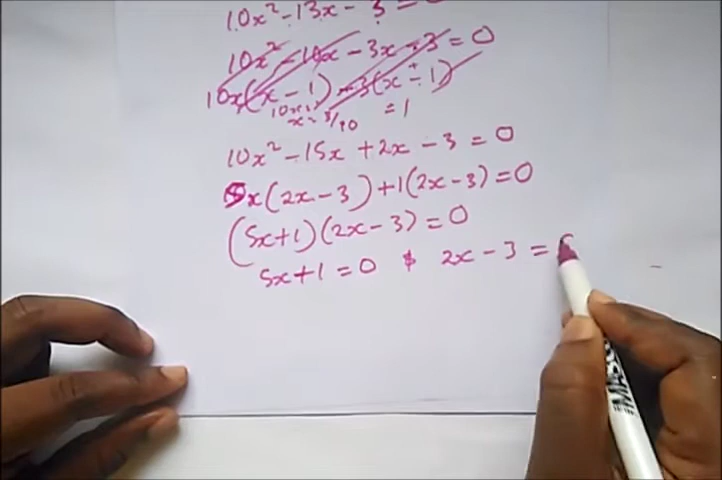 10x² - 13x - 3 = 0
10x² - 10x - 3x - 3 = 0
10x(x - 1) - 3(x - 1)
10x
x = 3/10 = 1
10x² - 15x + 2x - 3 = 0
5x(2x - 3) + 1(2x - 3) = 0
(5x+1)(2x - 3) = 0
5x+1 = 0 & 2x - 3 =